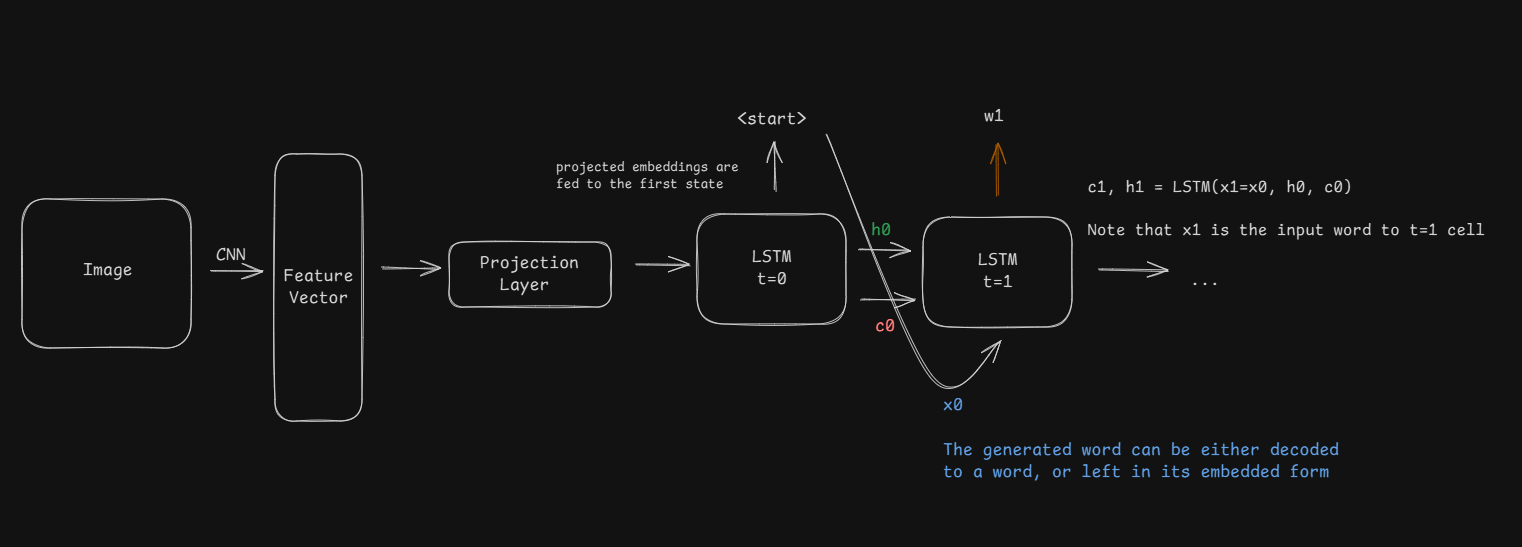 Image
CNN
Feature
Vector
Projection
Layer
projected embeddings are
fed to the first state
<start>
LSTM
t=0
h0
c0
w1
LSTM
t=1
x0
The generated word can be either decoded
to a word, or left in its embedded form
c1, h1 = LSTM(x1=x0, h0, c0)
Note that x1 is the input word to t=1 cell
...